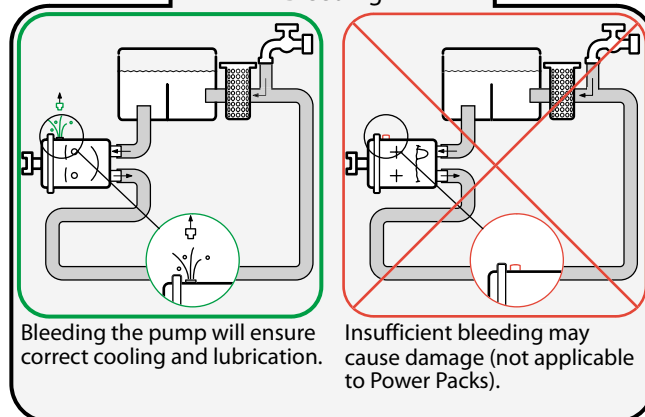 Bleeding the pump will ensure
correct cooling and lubrication.
Insufficient bleeding may
cause damage (not applicable
to Power Packs).